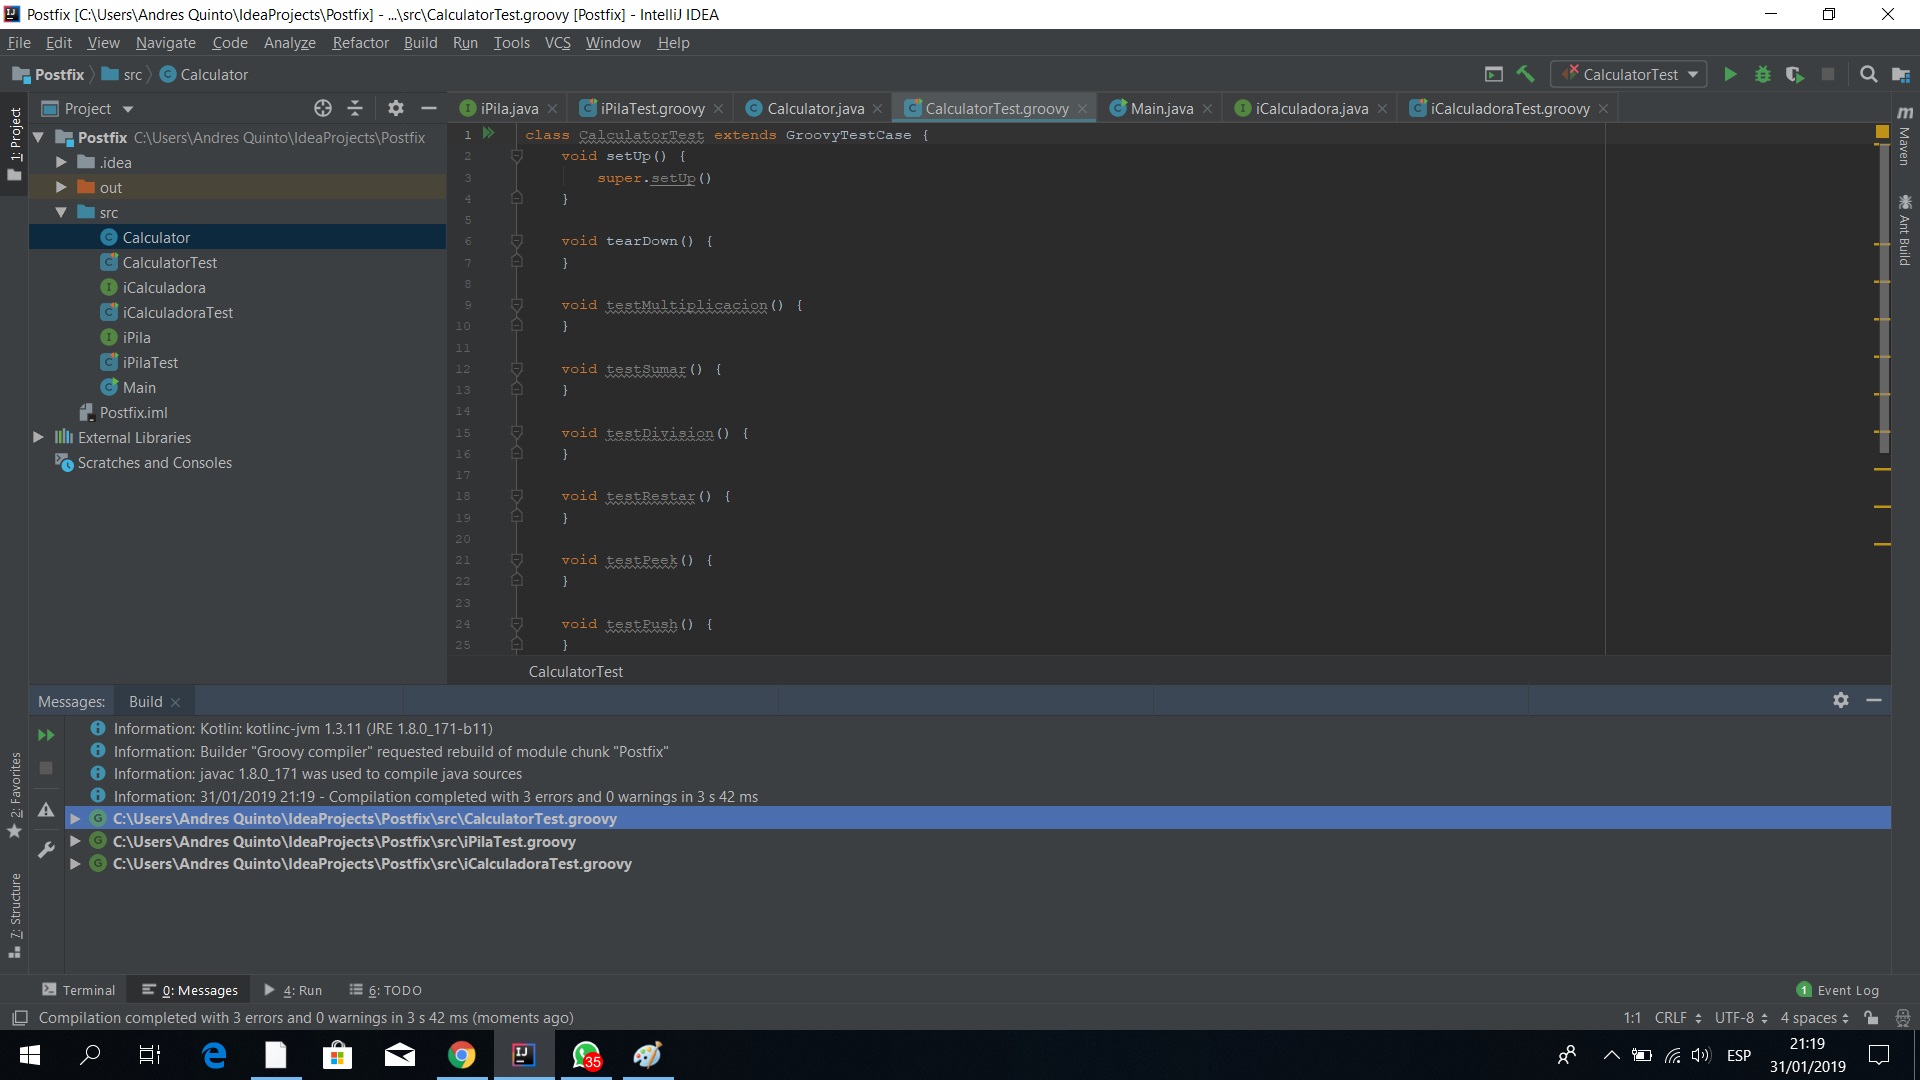 Postfix [C:\Users\Andres Quinto\IdeaProjects\Postfix] - ...\src\CalculatorTest.groovy [Postfix] - IntelliJ IDEA
File Edit View Navigate Code Analyze Refactor Build Run Tools VCS Window Help
Postfix src Calculator CalculatorTest
Project
iPila.java iPilaTest.groovy Calculator.java CalculatorTest.groovy Main.java iCalculadora.java iCalculadoraTest.groovy
1: Project
Postfix C:\Users\Andres Quinto\IdeaProjects\Postfix
.idea
out
src
Calculator
CalculatorTest
iCalculadora
iCalculadoraTest
iPila
iPilaTest
Main
Postfix.iml
External Libraries
Scratches and Consoles
1 class CalculatorTest extends GroovyTestCase {
2 void setUp() {
3 super.setUp()
4 }
5
6 void tearDown() {
7 }
8
9 void testMultiplicacion() {
10 }
11
12 void testSumar() {
13 }
14
15 void testDivision() {
16 }
17
18 void testRestar() {
19 }
20
21 void testPeek() {
22 }
23
24 void testPush() {
25 }
CalculatorTest
Maven
Ant Build
Messages: Build
Information: Kotlin: kotlinc-jvm 1.3.11 (JRE 1.8.0_171-b11)
Information: Builder "Groovy compiler" requested rebuild of module chunk "Postfix"
Information: javac 1.8.0_171 was used to compile java sources
Information: 31/01/2019 21:19 - Compilation completed with 3 errors and 0 warnings in 3 s 42 ms
C:\Users\Andres Quinto\IdeaProjects\Postfix\src\CalculatorTest.groovy
C:\Users\Andres Quinto\IdeaProjects\Postfix\src\iPilaTest.groovy
C:\Users\Andres Quinto\IdeaProjects\Postfix\src\iCalculadoraTest.groovy
2: Favorites
7: Structure
Terminal 0: Messages 4: Run 6: TODO 1 Event Log
Compilation completed with 3 errors and 0 warnings in 3 s 42 ms (moments ago) 1:1 CRLF UTF-8 4 spaces
35 ESP 21:19
31/01/2019